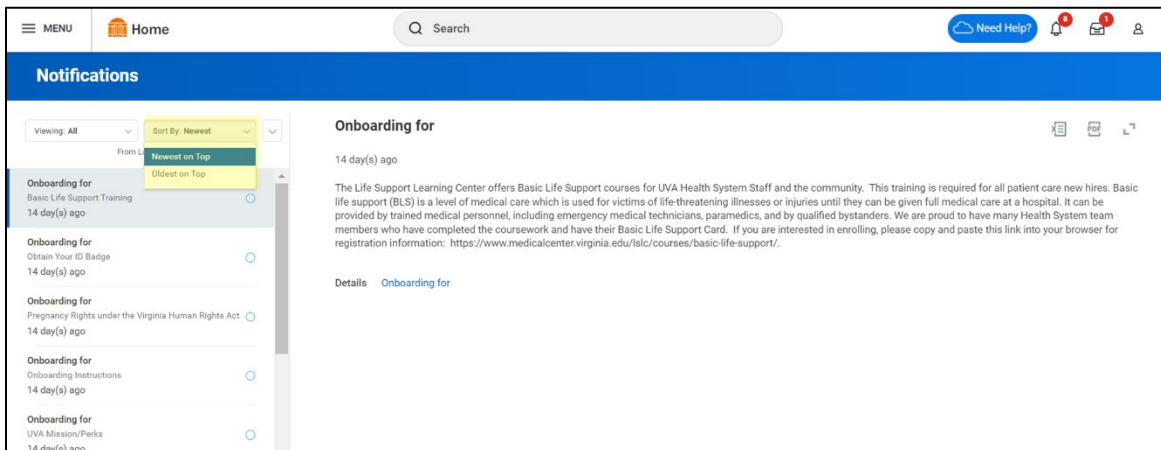 MENU
Home
Search
Need Help?
8
1
Notifications
Viewing: All
Sort By: Newest
From L
Newest on Top
Oldest on Top
Onboarding for
Basic Life Support Training
14 day(s) ago
Onboarding for
Obtain Your ID Badge
14 day(s) ago
Onboarding for
Pregnancy Rights under the Virginia Human Rights Act
14 day(s) ago
Onboarding for
Onboarding Instructions
14 day(s) ago
Onboarding for
UVA Mission/Perks
14 day(s) ago
Onboarding for
PDF
14 day(s) ago
The Life Support Learning Center offers Basic Life Support courses for UVA Health System Staff and the community. This training is required for all patient care new hires. Basic
life support (BLS) is a level of medical care which is used for victims of life-threatening illnesses or injuries until they can be given full medical care at a hospital. It can be
provided by trained medical personnel, including emergency medical technicians, paramedics, and by qualified bystanders. We are proud to have many Health System team
members who have completed the coursework and have their Basic Life Support Card. If you are interested in enrolling, please copy and paste this link into your browser for
registration information: https://www.medicalcenter.virginia.edu/lslc/courses/basic-life-support/.
Details Onboarding for